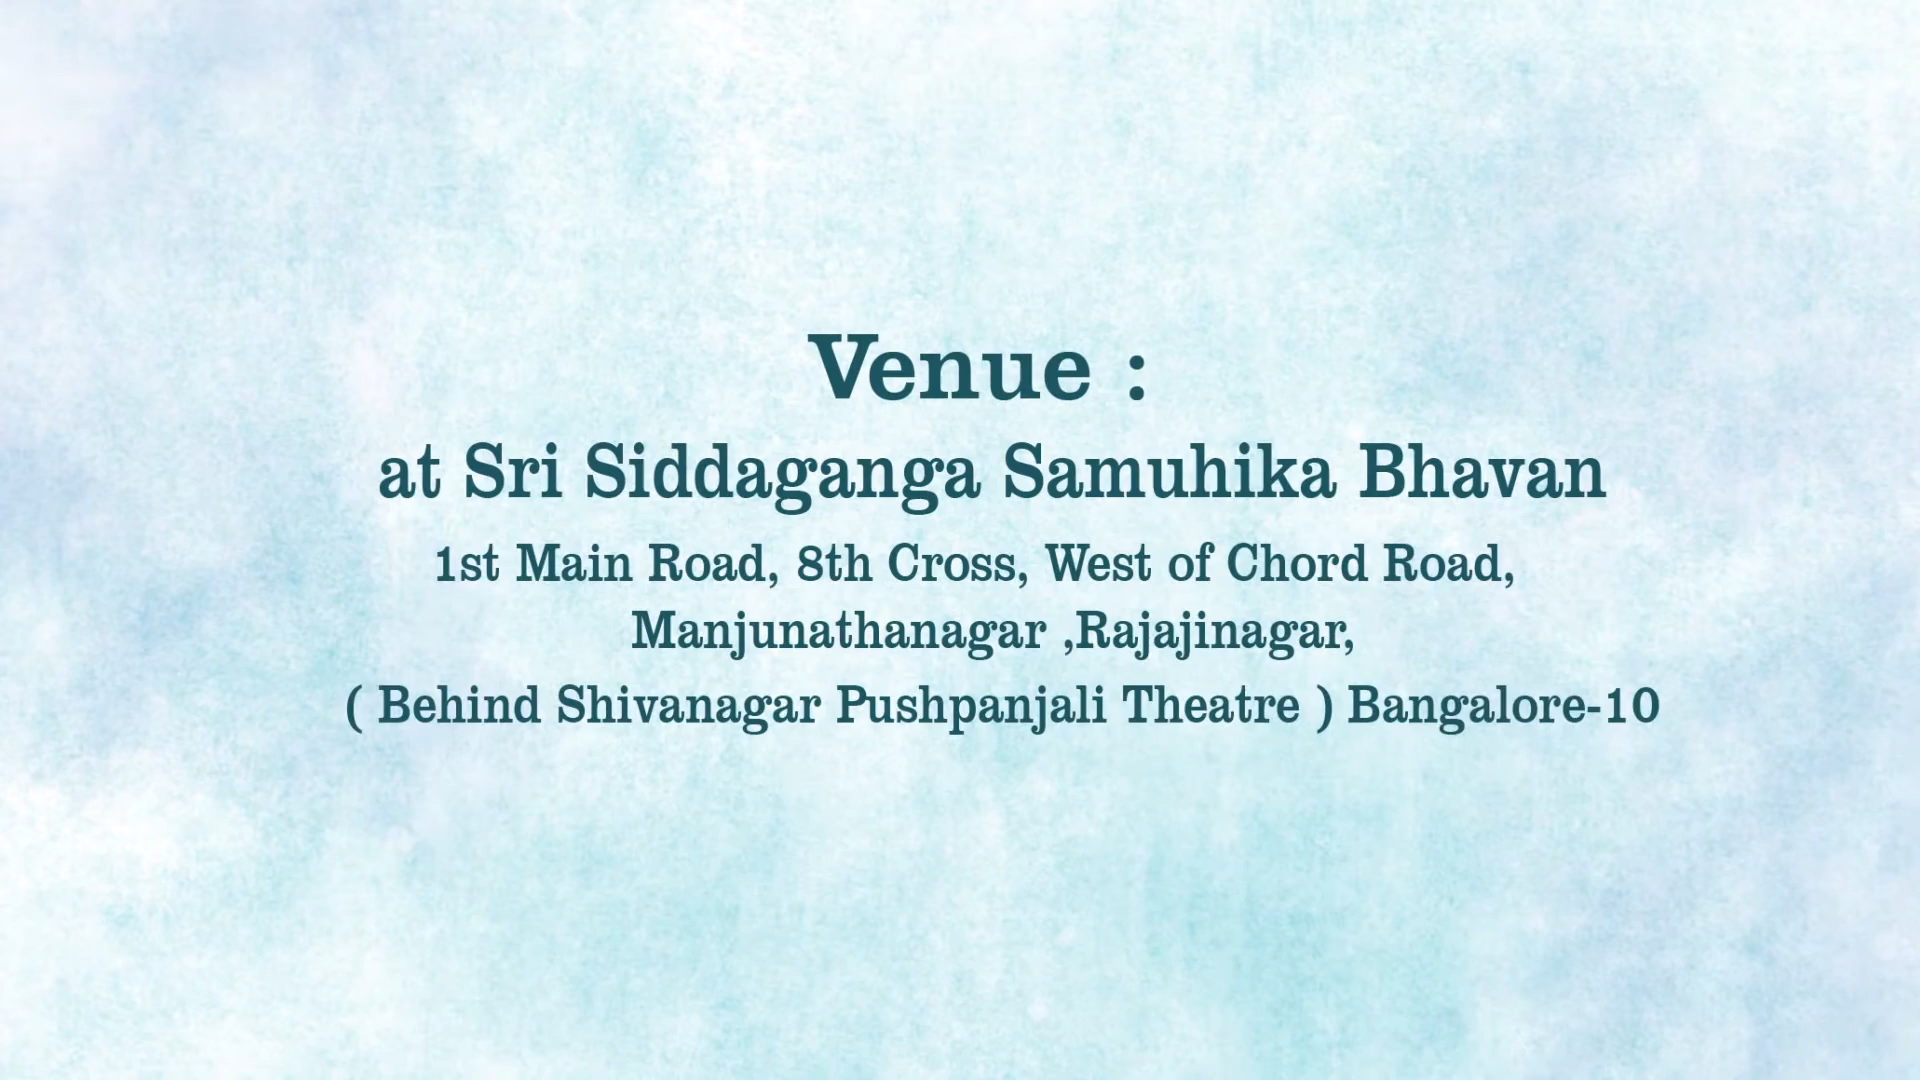 Venue :
at Sri Siddaganga Samuhika Bhavan
1st Main Road, 8th Cross, West of Chord Road,
Manjunathanagar ,Rajajinagar,
( Behind Shivanagar Pushpanjali Theatre ) Bangalore-10